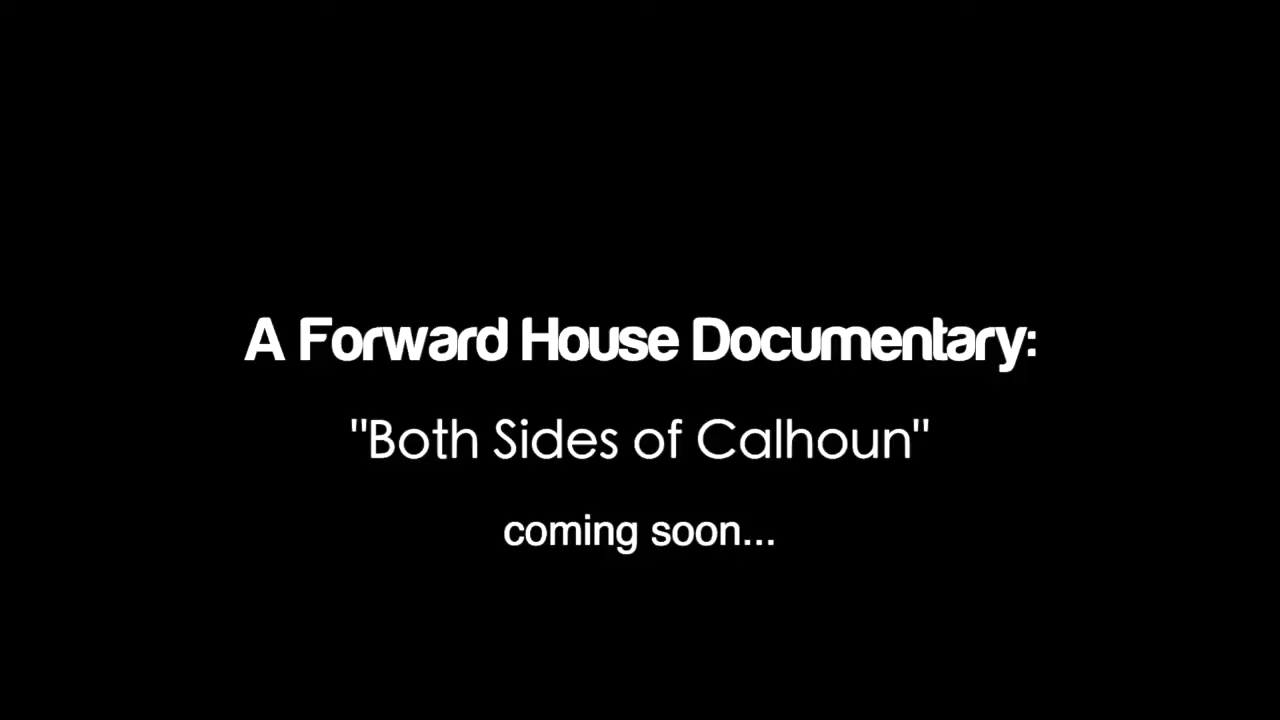 A Forward House Documentary:
"Both Sides of Calhoun"
coming soon...